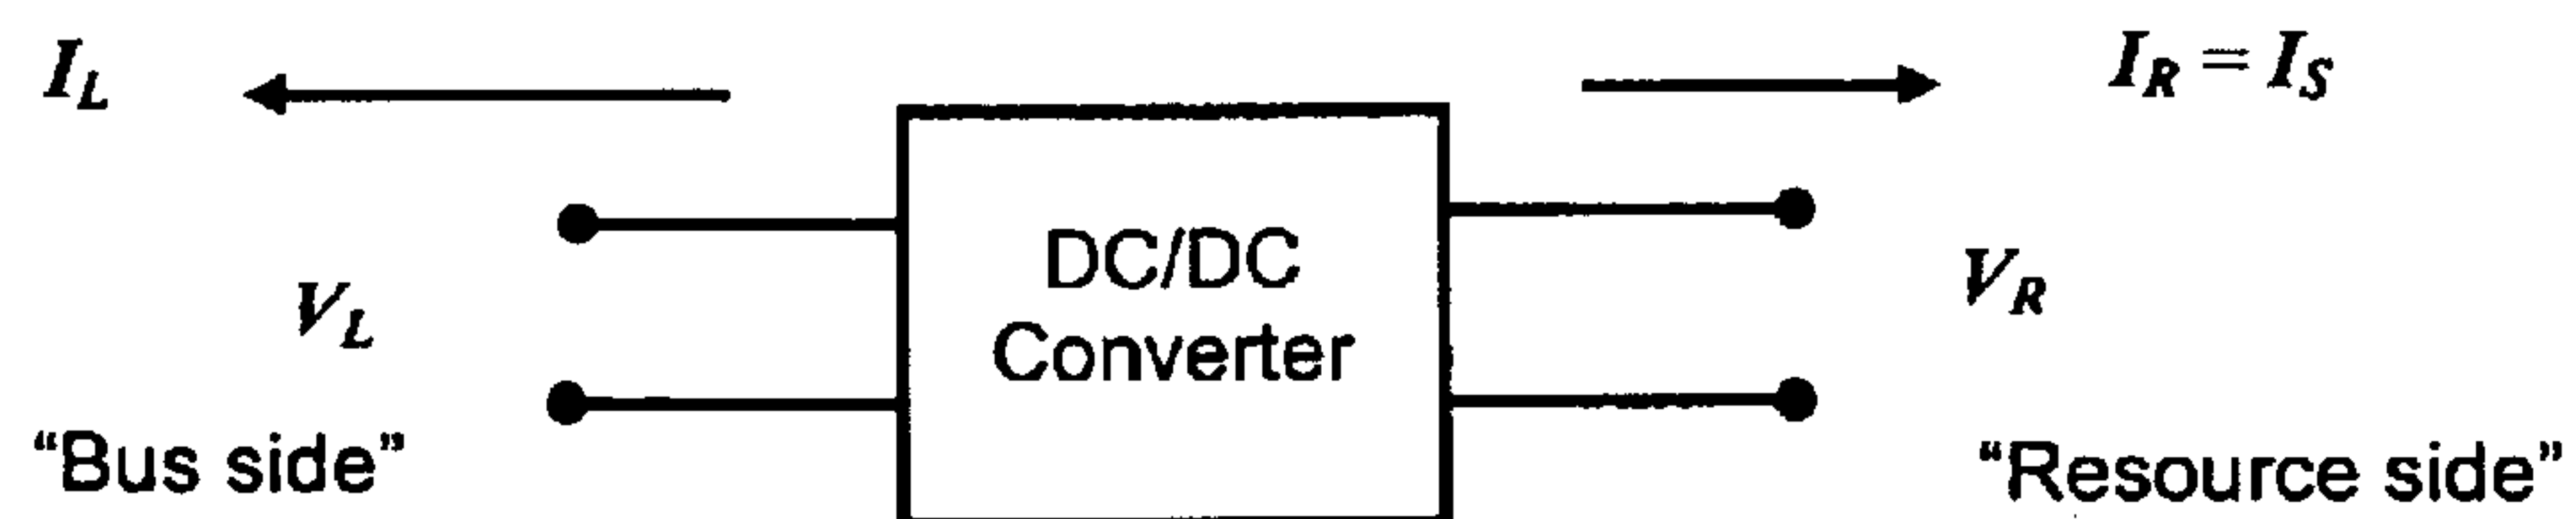 I_L
I_R = I_S
DC/DC
Converter
V_L
V_R
“Bus side”
“Resource side”